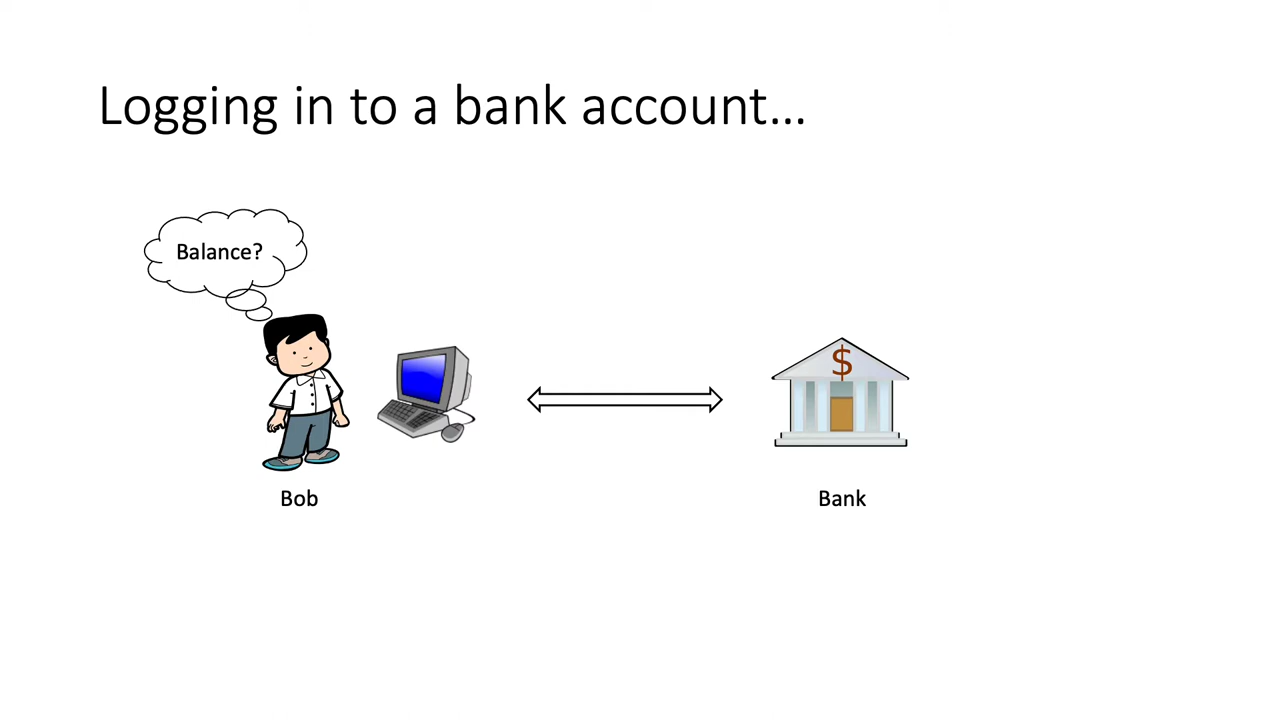 Logging in to a bank account...
Balance?
$
Bob
Bank